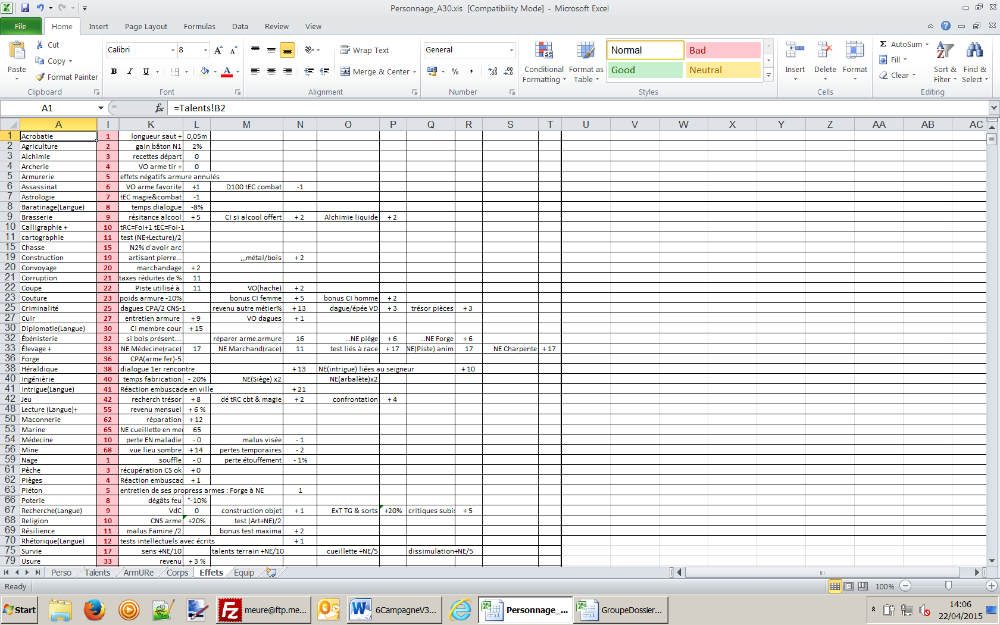 Personnage_A30.xls [Compatibility Mode] - Microsoft Excel
File Home Insert Page Layout Formulas Data Review View
Paste Cut Copy Format Painter Clipboard
Calibri 8 A A B I U A Font
Wrap Text Merge & Center Alignment
General % , Number
Conditional Formatting Format as Table Normal Bad Good Neutral Styles
Insert Delete Format Cells
Σ AutoSum Fill Clear Sort & Filter Find & Select Editing
A1 fx =Talents!B2
A I K L M N O P Q R S T U V W X Y Z AA AB AC
1 Acrobatie 1 longueur saut + 0,05m
2 Agriculture 2 gain bâton N1 2%
3 Alchimie 3 recettes départ 0
4 Archerie 4 VO arme tir + 0
5 Armurerie 5 effets négatifs armure annulés
6 Assassinat 6 VO arme favorite +1 D100 tEC combat -1
7 Astrologie 7 tEC magie&combat -1
8 Baratinage(Langue) 8 temps dialogue -8%
9 Brasserie 9 résitance alcool + 5 CI si alcool offert + 2 Alchimie liquide + 2
10 Calligraphie + 10 tRC=Foi+1 tEC=Foi-1
11 cartographie 11 test (NE+Lecture)/2
15 Chasse 15 N2% d'avoir arc
19 Construction 19 artisant pierre... ,,,métal/bois + 2
20 Convoyage 20 marchandage + 2
21 Corruption 21 taxes réduites de % 11
22 Coupe 22 Piste utilisé à 11 VO(hache) + 2
23 Couture 23 poids armure -10% bonus CI femme + 5 bonus CI homme + 2
25 Criminalité 25 dagues CPA/2 CNS-1 revenu autre métier% + 13 dague/épée VD + 3 trésor pièces + 3
27 Cuir 27 entretien armure + 9 VO dagues + 1
30 Diplomatie(Langue) 30 CI membre cour + 15
32 Ébénisterie 32 si bois présent.... réparer arme.armure 16 ...NE piège + 6 ...NE Forge + 6
33 Élevage + 33 NE Médecine(race) 17 NE Marchand(race) 11 test liés à race + 17 NE(Piste) anim 17 NE Charpente + 17
36 Forge 36 CPA(arme fer)-5
38 Héraldique 38 dialogue 1er rencontre + 13 NE(intrigue) liées au seigneur + 10
40 Ingénièrie 40 temps fabrication - 20% NE(Siège) x2 NE(arbalète)x2
41 Intrigue(Langue) 41 Réaction embuscade en ville + 21
42 Jeu 42 recherch trésor + 8 dé tRC cbt & magie + 2 confrontation + 4
48 Lecture (Langue)+ 55 revenu mensuel + 6 %
50 Maconnerie 62 réparation + 12
53 Marine 65 NE cueillette en mer 65
54 Médecine 10 perte EN maladie - 0 malus visée - 1
56 Mine 68 vue lieu sombre + 14 pertes temporaires - 2
59 Nage 1 souffle - 0 perte étouffement - 1%
61 Pêche 3 récupération CS ok + 0
62 Pièges 4 Réaction embuscad + 1
63 Piéton 5 entretien de ses propress armes : Forge à NE 1
66 Poterie 8 dégâts feu "-10%
67 Recherche(Langue) 9 VdC 0 construction objet + 1 ExT TG & sorts +20% critiques subis + 5
68 Religion 10 CNS arme +20% test (Art+NE)/2
69 Résilience 11 malus Famine /2 bonus test maxima + 2
70 Rhétorique(Langue) 12 tests intellectuels avec écrits + 1
75 Survie 17 sens +NE/10 talents terrain +NE/10 cueillette +NE/5 dissimulation+NE/5
79 Usure 33 revenu + 3 %
Perso Talents ArmURe Corps Effets Equip
Ready 100%
Start meure@ftp.me... 6CampagneV3... Personnage_... GroupeDossier... 14:06
22/04/2015